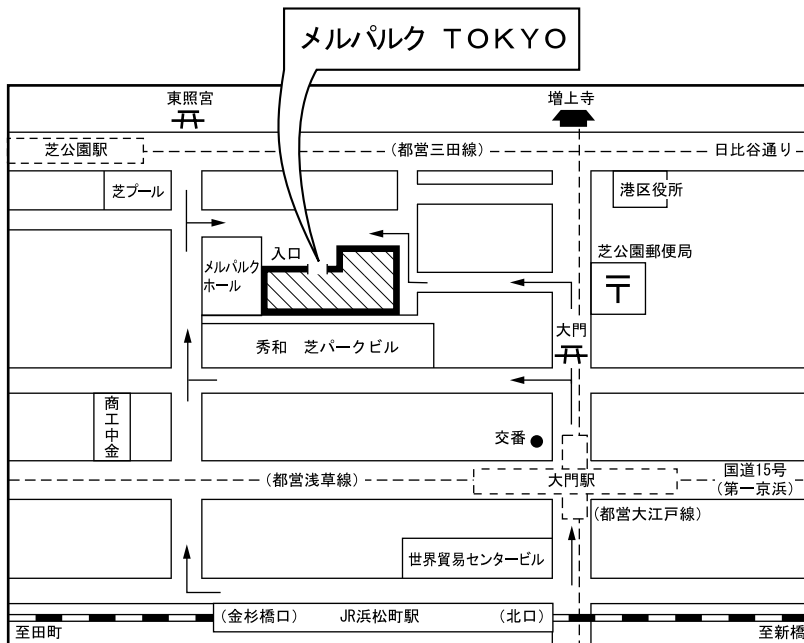 メルパルク TOKYO
東照宮
増上寺
芝公園駅
(都営三田線)
日比谷通り
芝プール
港区役所
入口
メルパルク
ホール
芝公園郵便局
〒
大門
秀和 芝パークビル
商工中金
交番
(都営浅草線)
大門駅
国道15号
(第一京浜)
(都営大江戸線)
世界貿易センタービル
(金杉橋口)
JR浜松町駅
(北口)
至田町
至新橋